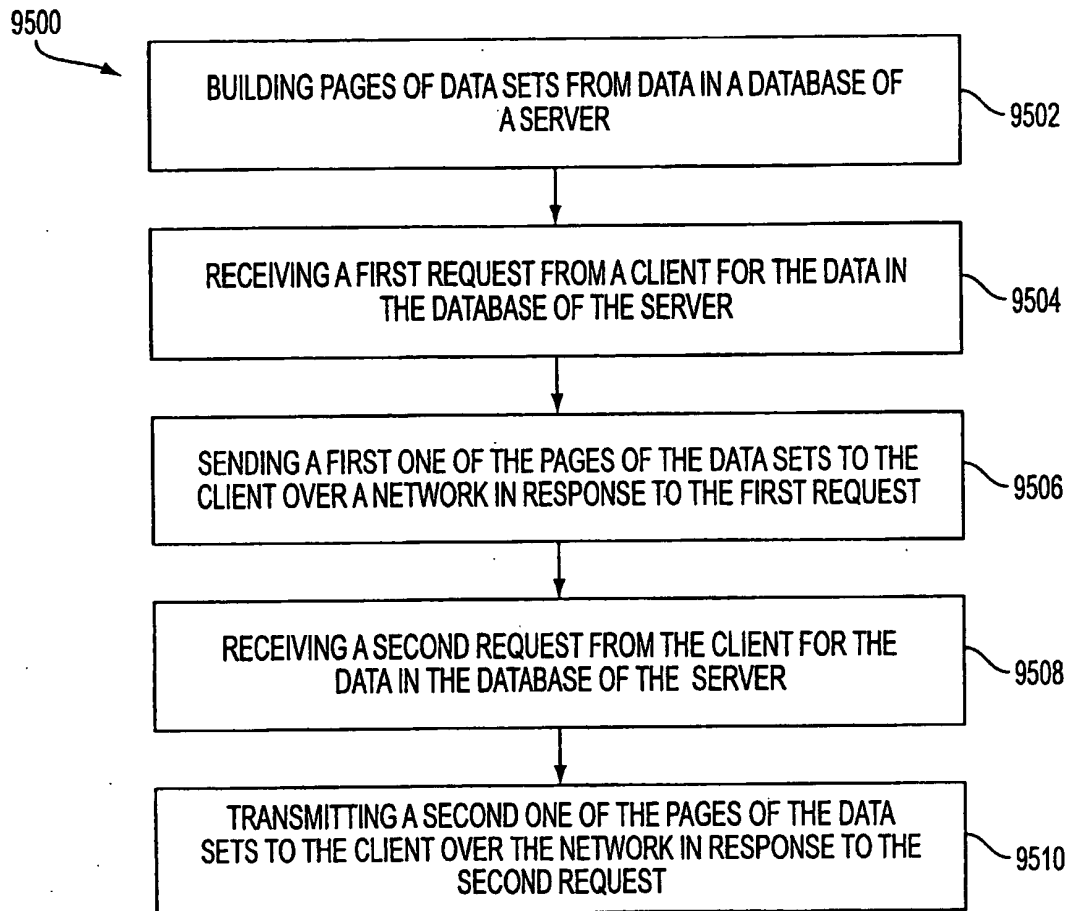 9500
BUILDING PAGES OF DATA SETS FROM DATA IN A DATABASE OF
A SERVER
9502
RECEIVING A FIRST REQUEST FROM A CLIENT FOR THE DATA IN
THE DATABASE OF THE SERVER
9504
SENDING A FIRST ONE OF THE PAGES OF THE DATA SETS TO THE
CLIENT OVER A NETWORK IN RESPONSE TO THE FIRST REQUEST
9506
RECEIVING A SECOND REQUEST FROM THE CLIENT FOR THE
DATA IN THE DATABASE OF THE SERVER
9508
TRANSMITTING A SECOND ONE OF THE PAGES OF THE DATA
SETS TO THE CLIENT OVER THE NETWORK IN RESPONSE TO THE
SECOND REQUEST
9510